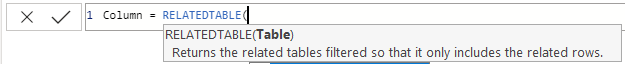 1 Column = RELATEDTABLE(
RELATEDTABLE(Table)
Returns the related tables filtered so that it only includes the related rows.